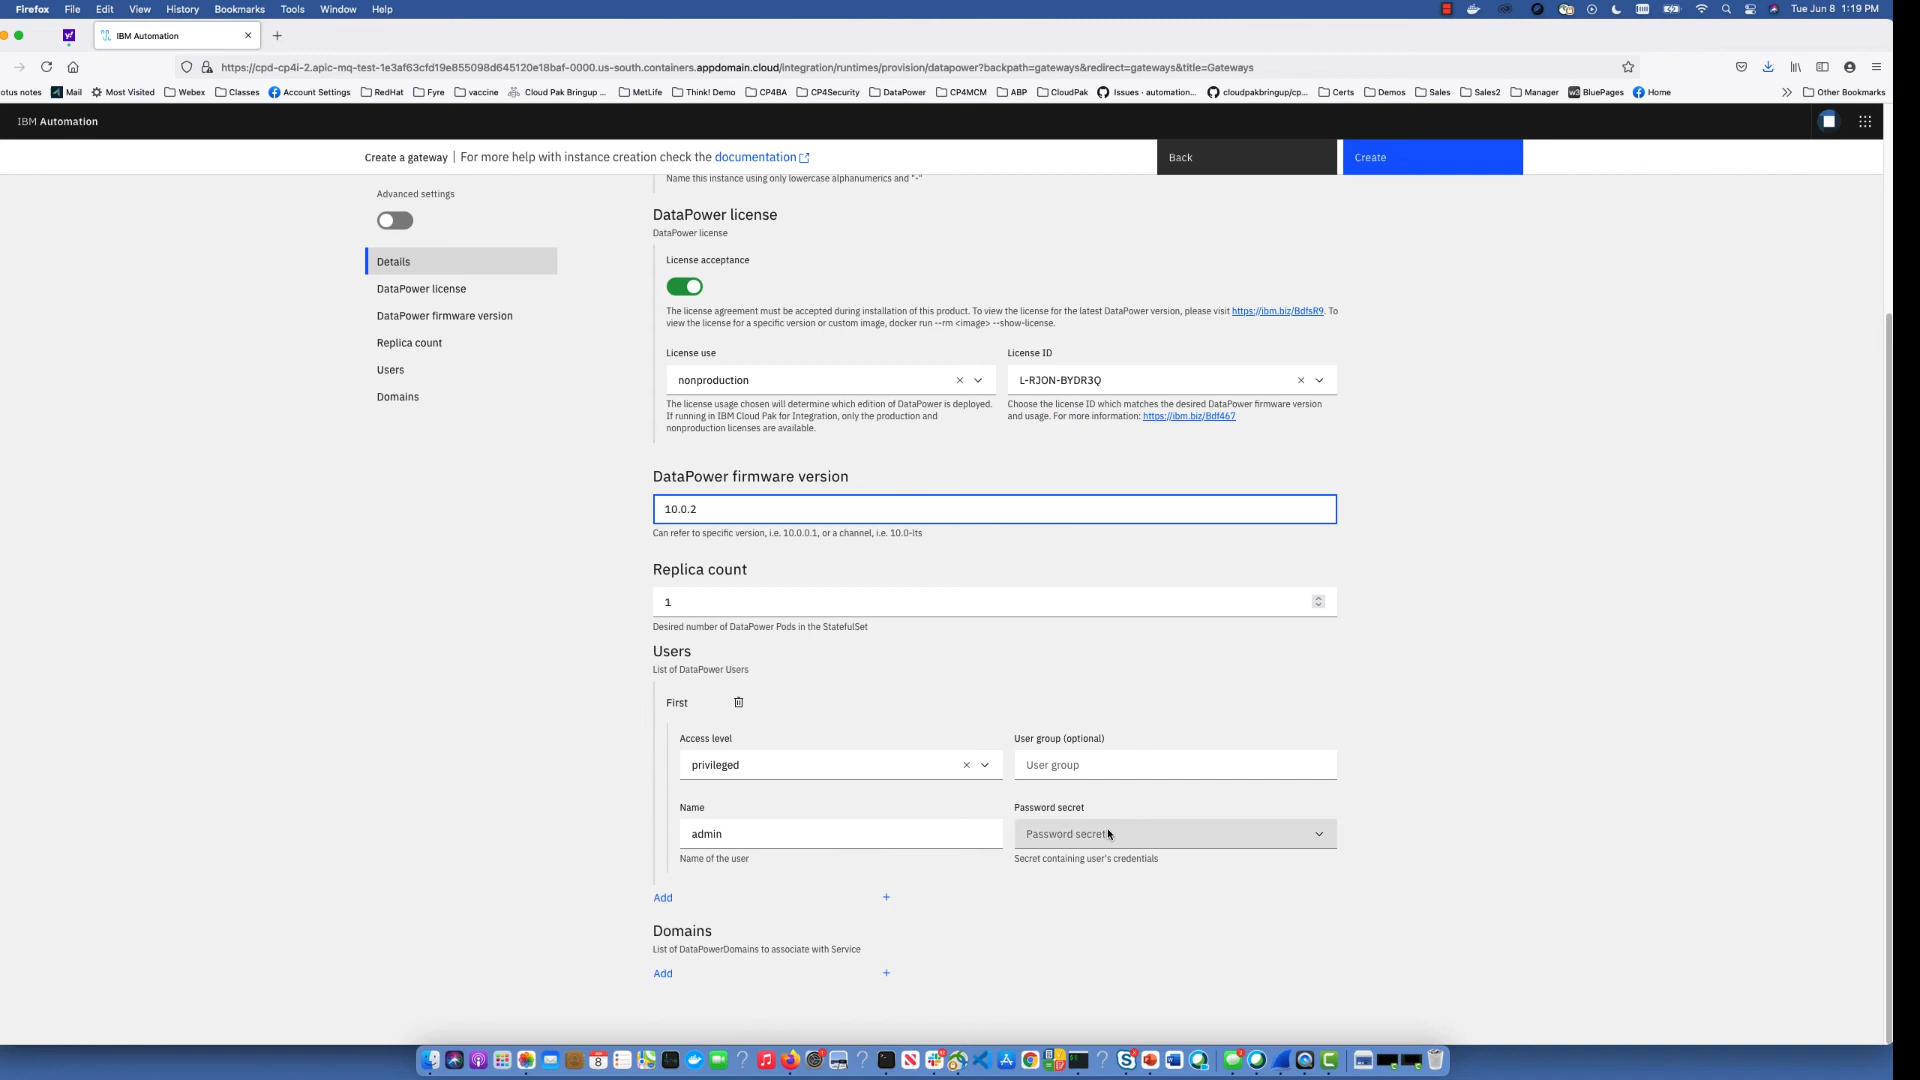 Firefox File Edit View History Bookmarks Tools Window Help Tue Jun 8 1:19 PM
IBM Automation
https://cpd-cp4i-2.apic-mq-test-1e3af63cfd19e855098d645120e18baf-0000.us-south.containers.appdomain.cloud/integration/runtimes/provision/datapower?backpath=gateways&redirect=gateways&title=Gateways
otus notes Mail Most Visited Webex Classes Account Settings RedHat Fyre vaccine Cloud Pak Bringup ... MetLife Think! Demo CP4BA CP4Security DataPower CP4MCM ABP CloudPak Issues · automation... cloudpakbringup/cp... Certs Demos Sales Sales2 Manager w3 BluePages Home Other Bookmarks
IBM Automation
Create a gateway | For more help with instance creation check the documentation
Back
Create
Name this instance using only lowercase alphanumerics and "-"
Advanced settings
Details
DataPower license
DataPower firmware version
Replica count
Users
Domains
DataPower license
DataPower license
License acceptance
The license agreement must be accepted during installation of this product. To view the license for the latest DataPower version, please visit https://ibm.biz/BdfsR9. To
view the license for a specific version or custom image, docker run --rm <image> --show-license.
License use
License ID
nonproduction
L-RJON-BYDR3Q
The license usage chosen will determine which edition of DataPower is deployed.
If running in IBM Cloud Pak for Integration, only the production and
nonproduction licenses are available.
Choose the license ID which matches the desired DataPower firmware version
and usage. For more information: https://ibm.biz/Bdf467
DataPower firmware version
10.0.2
Can refer to specific version, i.e. 10.0.0.1, or a channel, i.e. 10.0-lts
Replica count
1
Desired number of DataPower Pods in the StatefulSet
Users
List of DataPower Users
First
Access level
User group (optional)
privileged
User group
Name
Password secret
admin
Password secret
Name of the user
Secret containing user's credentials
Add +
Domains
List of DataPowerDomains to associate with Service
Add +
8